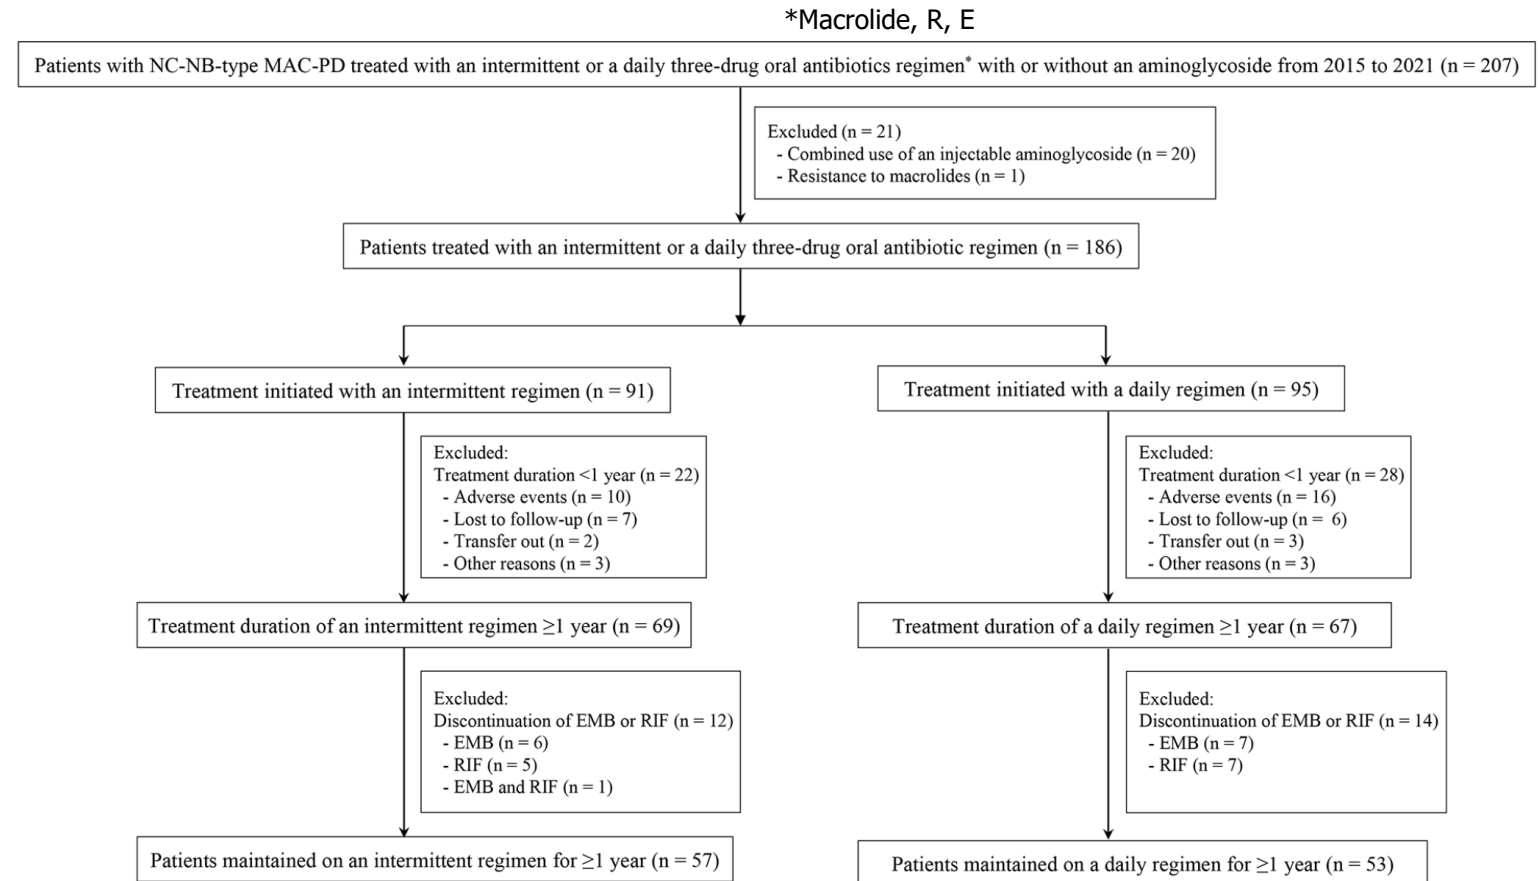 *Macrolide, R, E
Patients with NC-NB-type MAC-PD treated with an intermittent or a daily three-drug oral antibiotics regimen* with or without an aminoglycoside from 2015 to 2021 (n = 207)
Excluded (n = 21)
- Combined use of an injectable aminoglycoside (n = 20)
- Resistance to macrolides (n = 1)
Patients treated with an intermittent or a daily three-drug oral antibiotic regimen (n = 186)
Treatment initiated with an intermittent regimen (n = 91)
Treatment initiated with a daily regimen (n = 95)
Excluded:
Treatment duration <1 year (n = 22)
- Adverse events (n = 10)
- Lost to follow-up (n = 7)
- Transfer out (n = 2)
- Other reasons (n = 3)
Excluded:
Treatment duration <1 year (n = 28)
- Adverse events (n = 16)
- Lost to follow-up (n =  6)
- Transfer out (n = 3)
- Other reasons (n = 3)
Treatment duration of an intermittent regimen ≥1 year (n = 69)
Treatment duration of a daily regimen ≥1 year (n = 67)
Excluded:
Discontinuation of EMB or RIF (n = 12)
- EMB (n = 6)
- RIF (n = 5)
- EMB and RIF (n = 1)
Excluded:
Discontinuation of EMB or RIF (n = 14)
- EMB (n = 7)
- RIF (n = 7)
Patients maintained on an intermittent regimen for ≥1 year (n = 57)
Patients maintained on a daily regimen for ≥1 year (n = 53)